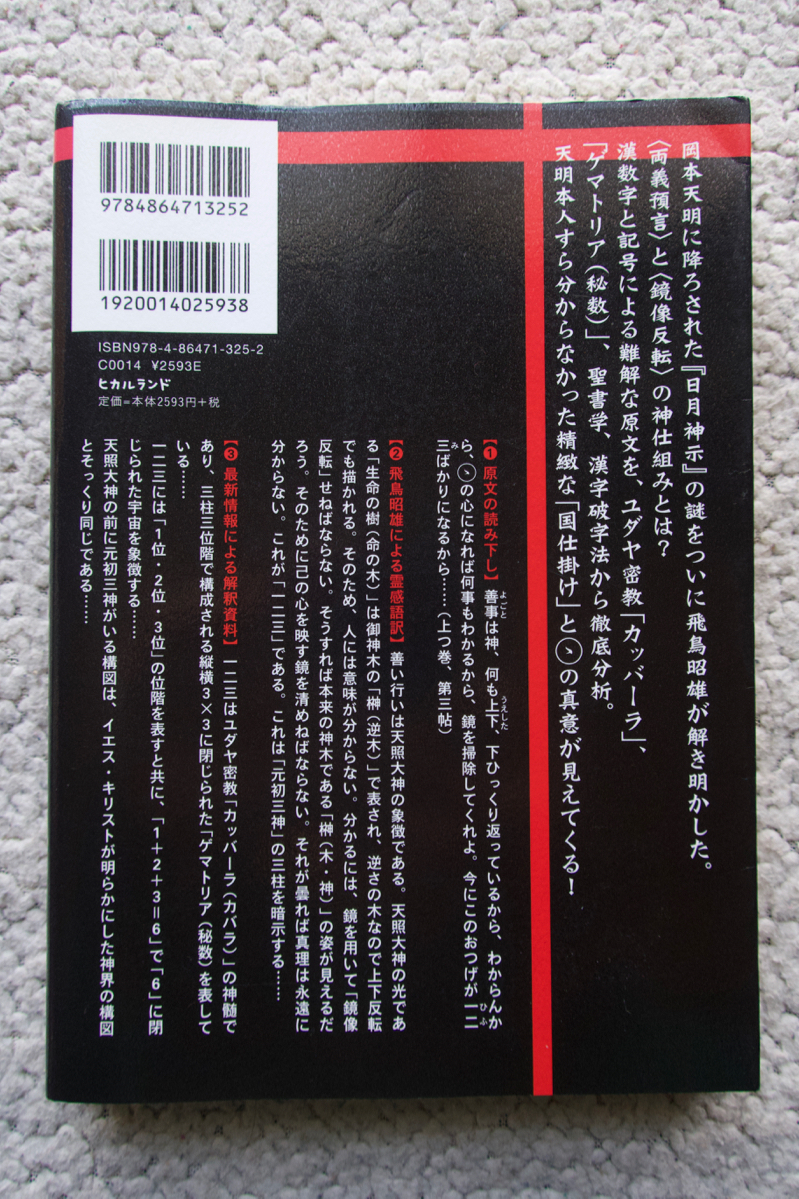 岡本天明に降ろされた『日月神示』の謎をついに飛鳥昭雄が解き明かした。
〈両義預言〉と〈鏡像反転〉の神仕組みとは？
漢数字と記号による難解な原文を、ユダヤ密教「カッバーラ」、
「ゲマトリア（秘数）」、聖書学、漢字破字法から徹底分析。
天明本人すら分からなかった精緻な「国仕掛け」と㋼の真意が見えてくる！
9784864713252
1920014025938
ISBN978-4-86471-325-2
C0014 ¥2593E
ヒカルランド
定価=本体2593円+税
【1 原文の読み下し】善事は神、何も上下、下ひっくり返っているから、わからんか
ら、㋼の心になれば何事もわかるから、鏡を掃除してくれよ。今にこのおつげが一二
三ばかりになるから……（上つ巻、第三帖）
【2 飛鳥昭雄による霊感語訳】善い行いは天照大神の象徴である。天照大神の光であ
る「生命の樹（命の木）」は御神木の「榊（逆木）」で表され、逆さの木なので上下反転
でも描かれる。そのため、人には意味が分からない。分かるには、鏡を用いて「鏡像
反転」せねばならない。そうすれば本来の神木である「榊（木・神）」の姿が見えるだ
ろう。そのために己の心を映す鏡を清めねばならない。それが曇れば真理は永遠に
分からない。これが「一二三」である。これは「元初三神」の三柱を暗示する……
【3 最新情報による解釈資料】一二三はユダヤ密教「カッバーラ（カバラ）」の神髄で
あり、三柱三位階で構成される縦横3×3に閉じられた「ゲマトリア（秘数）を表して
いる……
一二三には「1位・2位・3位」の位階を表すと共に、「1＋2＋3＝6」で「6」に閉
じられた宇宙を象徴する……
天照大神の前に元初三神がいる構図は、イエス・キリストが明らかにした神界の構図
とそっくり同じである……